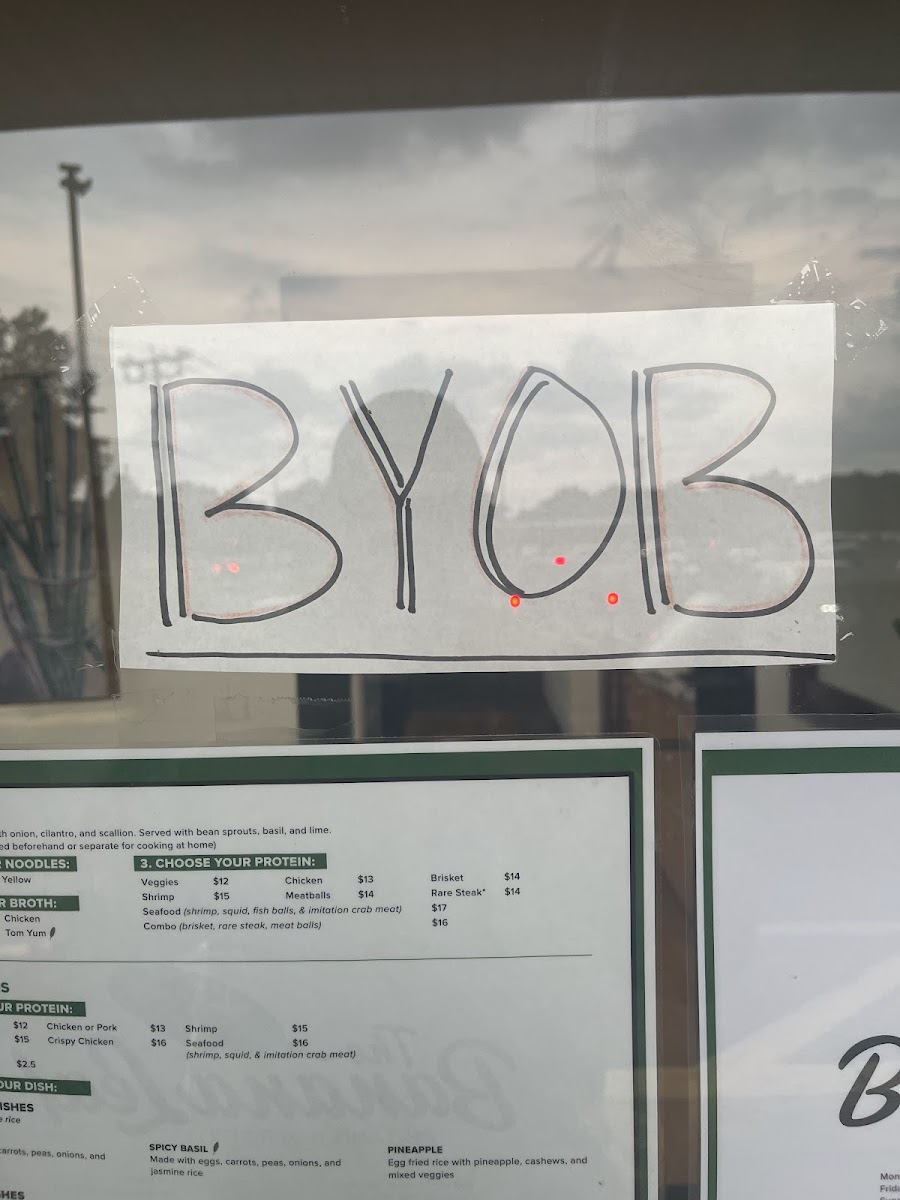 BYOB
th onion, cilantro, and scallion. Served with bean sprouts, basil, and lime.
ed beforehand or separate for cooking at home)
NOODLES: 3. CHOOSE YOUR PROTEIN:
Yellow Veggies $12 Chicken $13 Brisket $14
Shrimp $15 Meatballs $14 Rare Steak* $14
R BROTH: Seafood (shrimp, squid, fish balls, & imitation crab meat) $17
Chicken Combo (brisket, rare steak, meat balls) $16
Tom Yum
S
UR PROTEIN:
$12 Chicken or Pork $13 Shrimp $15
$15 Crispy Chicken $16 Seafood $16
(shrimp, squid, & imitation crab meat)
$2.5
OUR DISH:
ISHES
e rice
carrots, peas, onions, and
SPICY BASIL
Made with eggs, carrots, peas, onions, and
jasmine rice
PINEAPPLE
Egg fried rice with pineapple, cashews, and
mixed veggies
HES
B
Mon
Frida